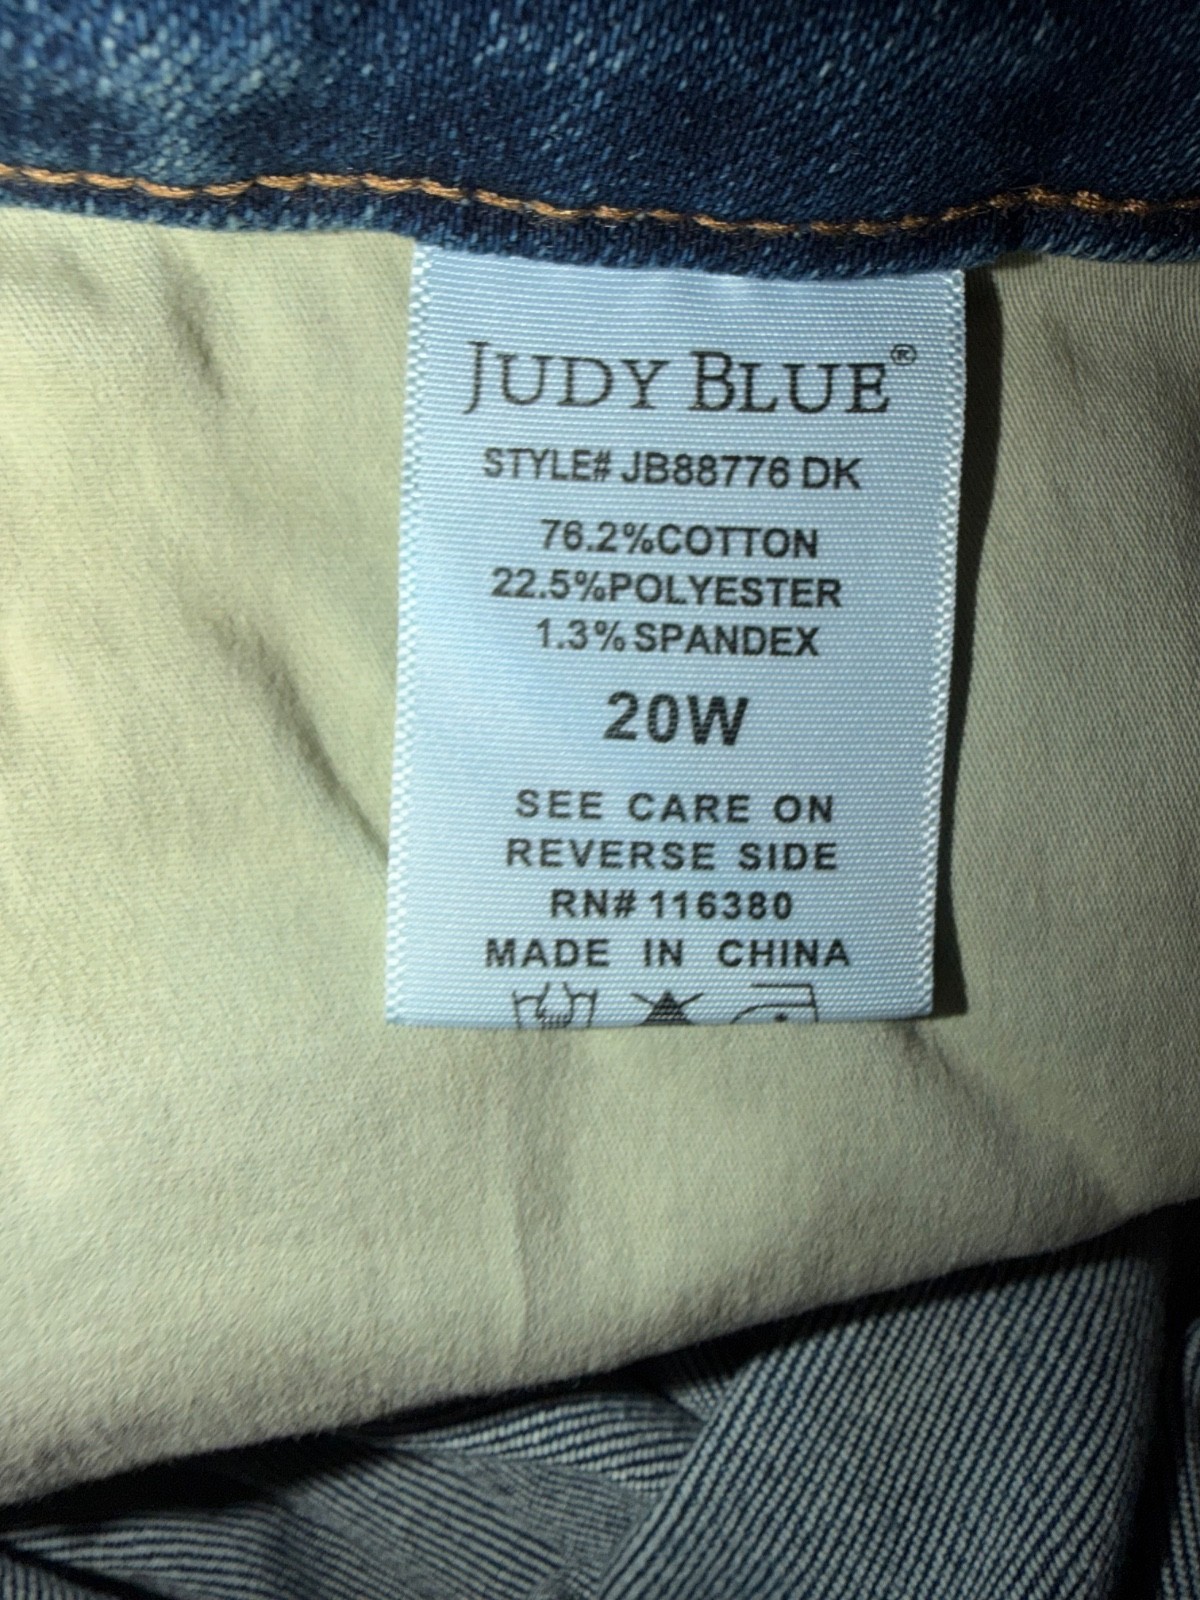 JUDY BLUE®
STYLE# JB88776 DK
76.2%COTTON
22.5%POLYESTER
1.3%SPANDEX
20W
SEE CARE ON
REVERSE SIDE
RN# 116380
MADE IN CHINA